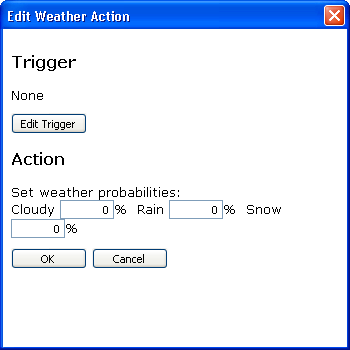 Edit Weather Action
Trigger
None
Edit Trigger
Action
Set weather probabilities:
Cloudy 0 % Rain 0 % Snow
0 %
OK Cancel